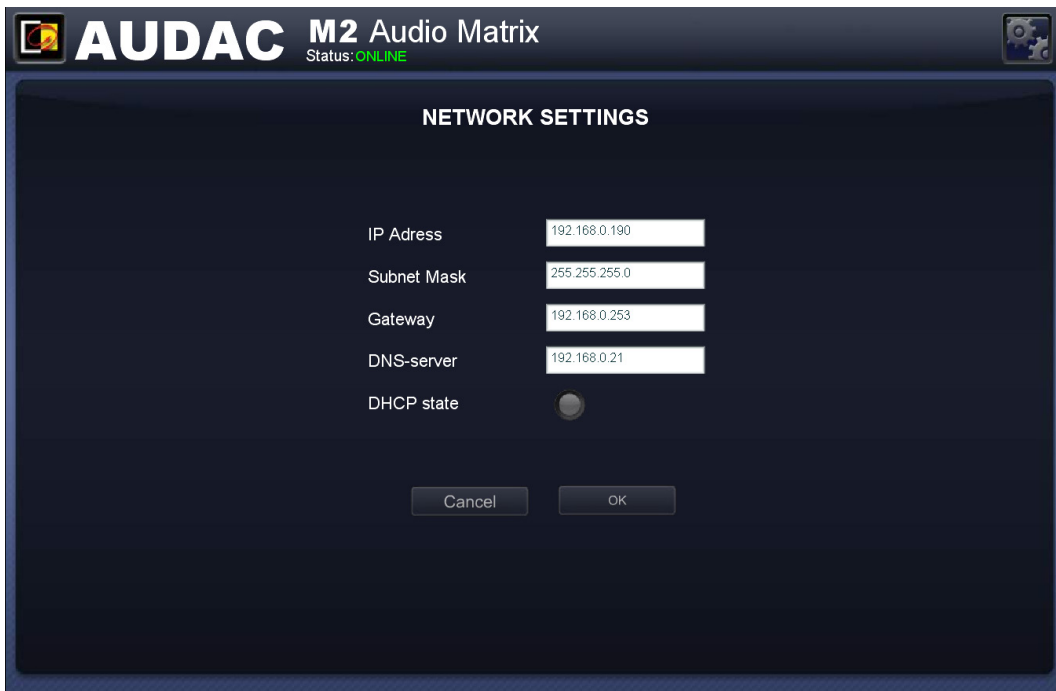 AUDAC M2 Audio Matrix
Status:ONLINE
NETWORK SETTINGS
IP Adress 192.168.0.190
Subnet Mask 255.255.255.0
Gateway 192.168.0.253
DNS-server 192.168.0.21
DHCP state
Cancel OK